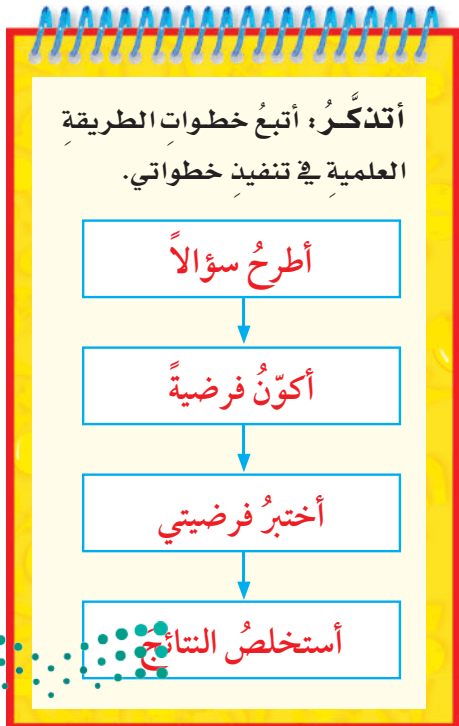 أتذكَّرُ: أتبعُ خطواتِ الطريقةِ
العلميةِ في تنفيذِ خطواتي.
أطرحُ سؤالاً
أكوّنُ فرضيةً
أختبرُ فرضيتي
أستخلصُ النتائجَ